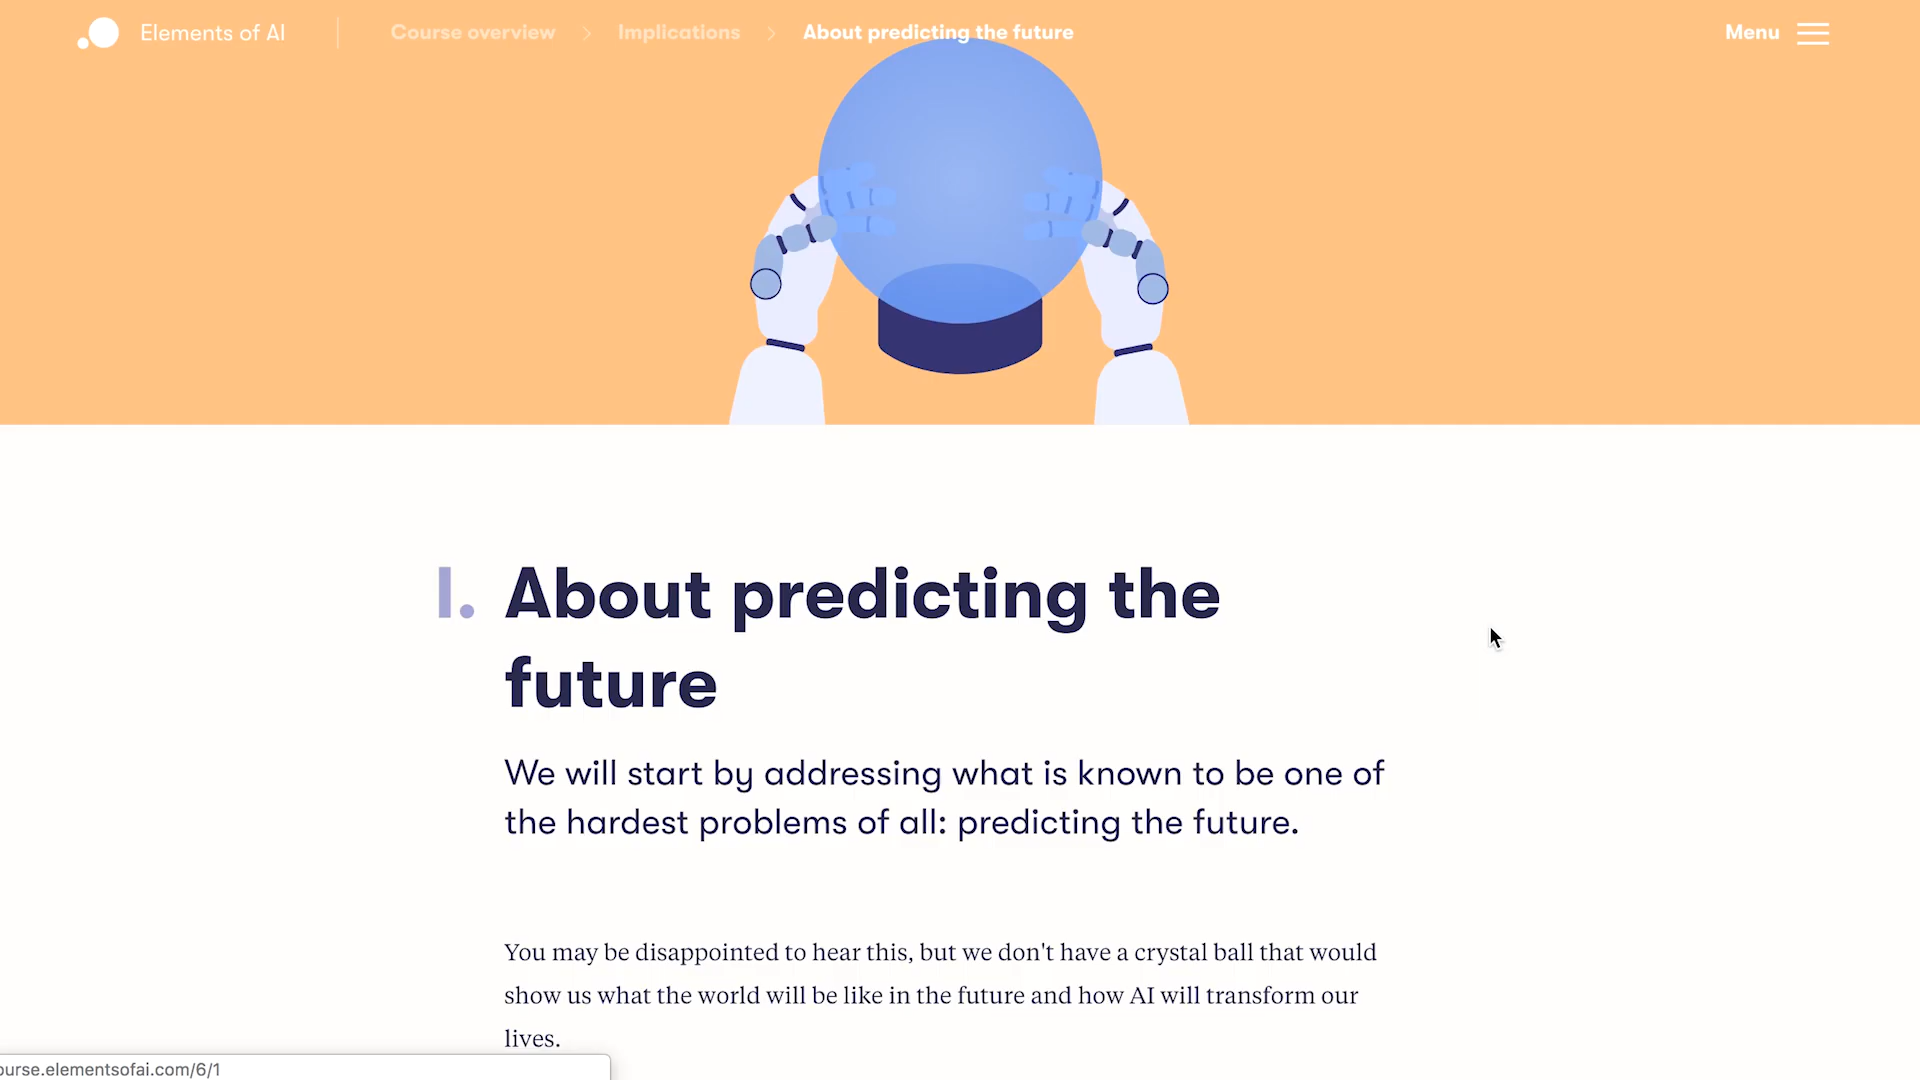 Elements of AI
Course overview
Implications
About predicting the future
Menu
I. About predicting the
future
We will start by addressing what is known to be one of
the hardest problems of all: predicting the future.
You may be disappointed to hear this, but we don't have a crystal ball that would
show us what the world will be like in the future and how AI will transform our
lives.
ourse.elementsofai.com/6/1